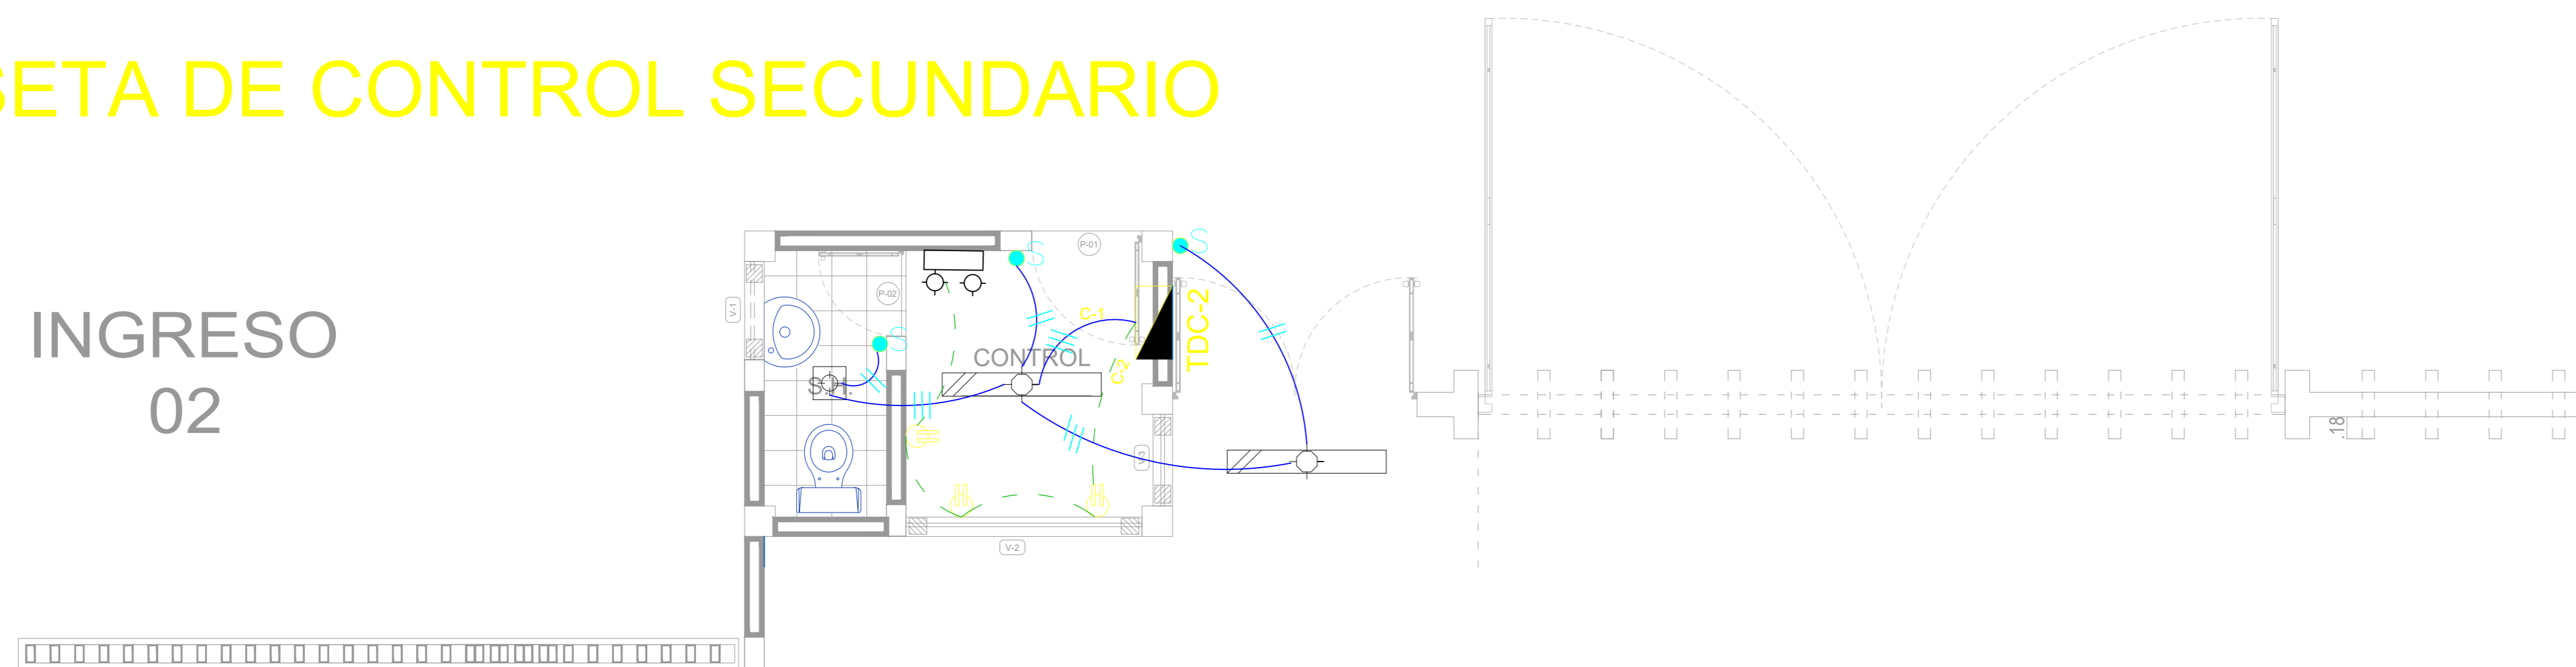 SETA DE CONTROL SECUNDARIO
INGRESO
02
S
P-01
S
P-02
V-1
C-1
TDC-2
S
CONTROL
C-2
S.H.
.18
V-3
V-2